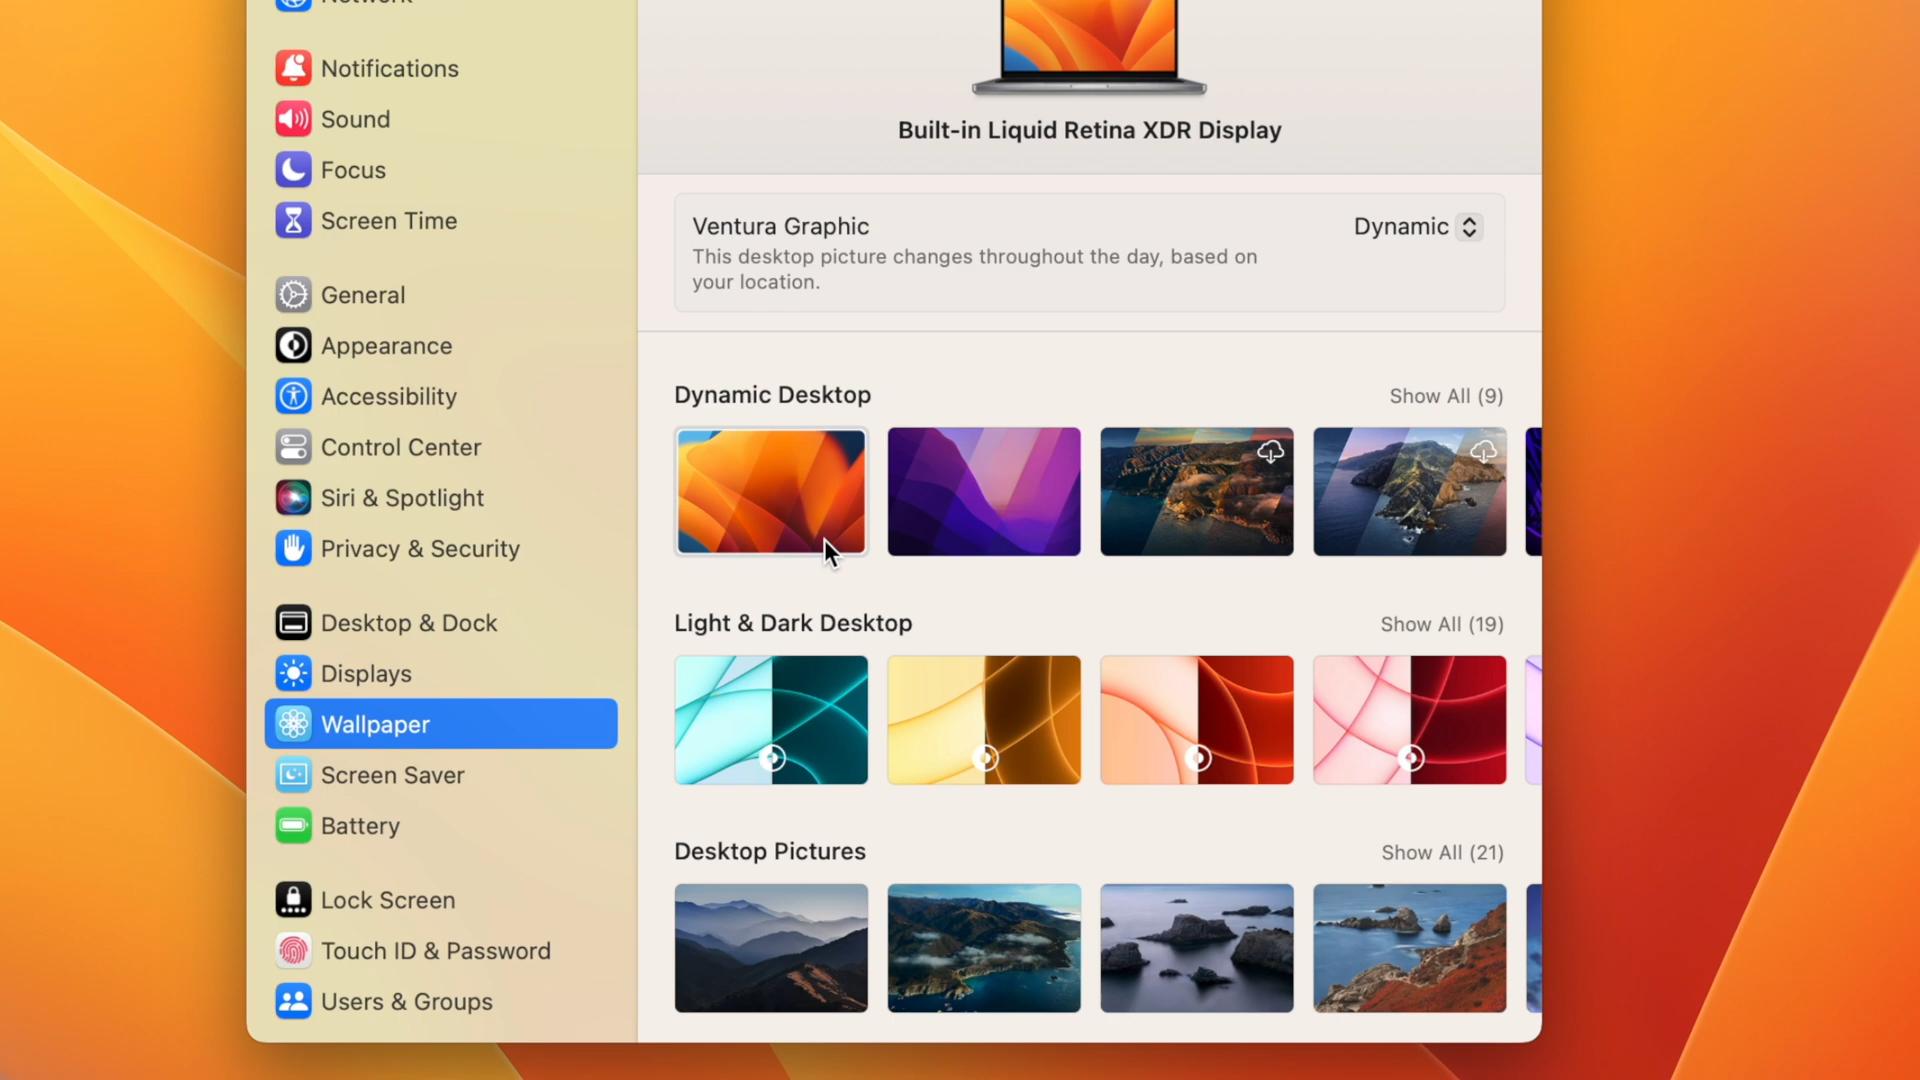 Network
Notifications
Sound
Focus
Screen Time
General
Appearance
Accessibility
Control Center
Siri & Spotlight
Privacy & Security
Desktop & Dock
Displays
Wallpaper
Screen Saver
Battery
Lock Screen
Touch ID & Password
Users & Groups
Built-in Liquid Retina XDR Display
Ventura Graphic
Dynamic
This desktop picture changes throughout the day, based on
your location.
Dynamic Desktop
Show All (9)
Light & Dark Desktop
Show All (19)
Desktop Pictures
Show All (21)